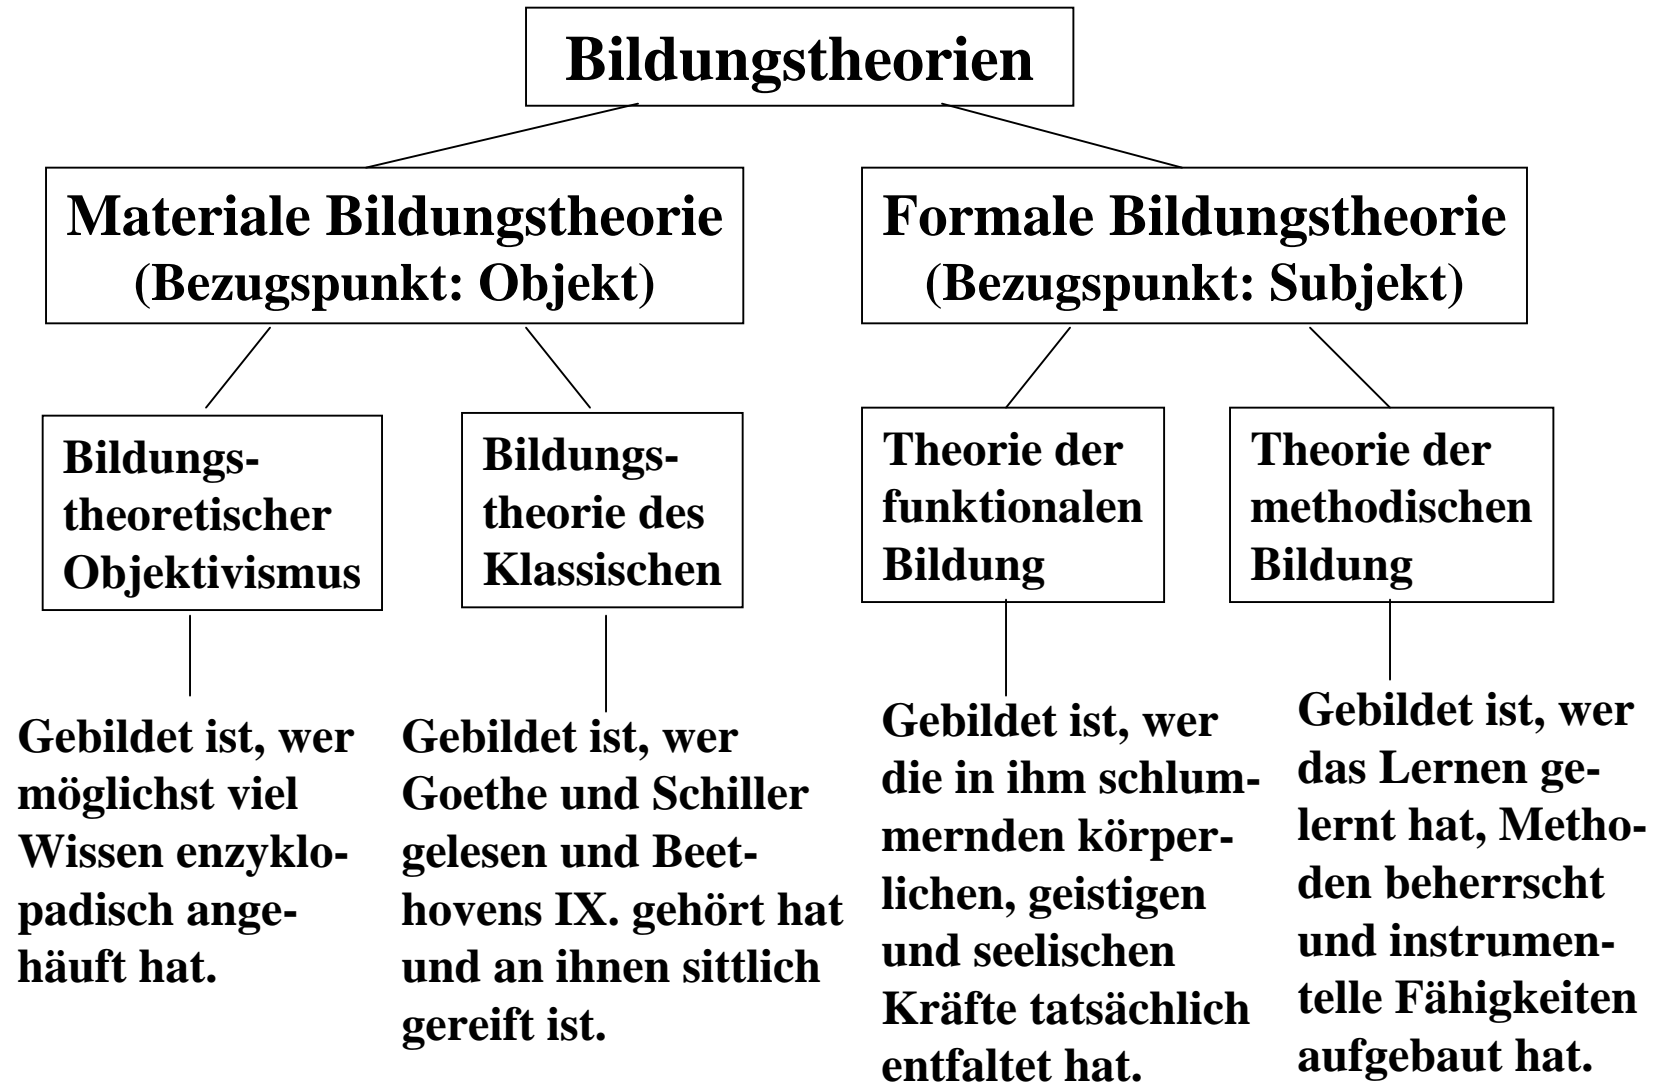 Bildungstheorien
Materiale Bildungstheorie
(Bezugspunkt: Objekt)
Formale Bildungstheorie
(Bezugspunkt: Subjekt)
Bildungs-
theoretischer
Objektivismus
Bildungs-
theorie des
Klassischen
Theorie der
funktionalen
Bildung
Theorie der
methodischen
Bildung
Gebildet ist, wer
möglichst viel
Wissen enzyklo-
padisch ange-
häuft hat.
Gebildet ist, wer
Goethe und Schiller
gelesen und Beet-
hovens IX. gehört hat
und an ihnen sittlich
gereift ist.
Gebildet ist, wer
die in ihm schlum-
mernden körper-
lichen, geistigen
und seelischen
Kräfte tatsächlich
entfaltet hat.
Gebildet ist, wer
das Lernen ge-
lernt hat, Metho-
den beherrscht
und instrumen-
telle Fähigkeiten
aufgebaut hat.